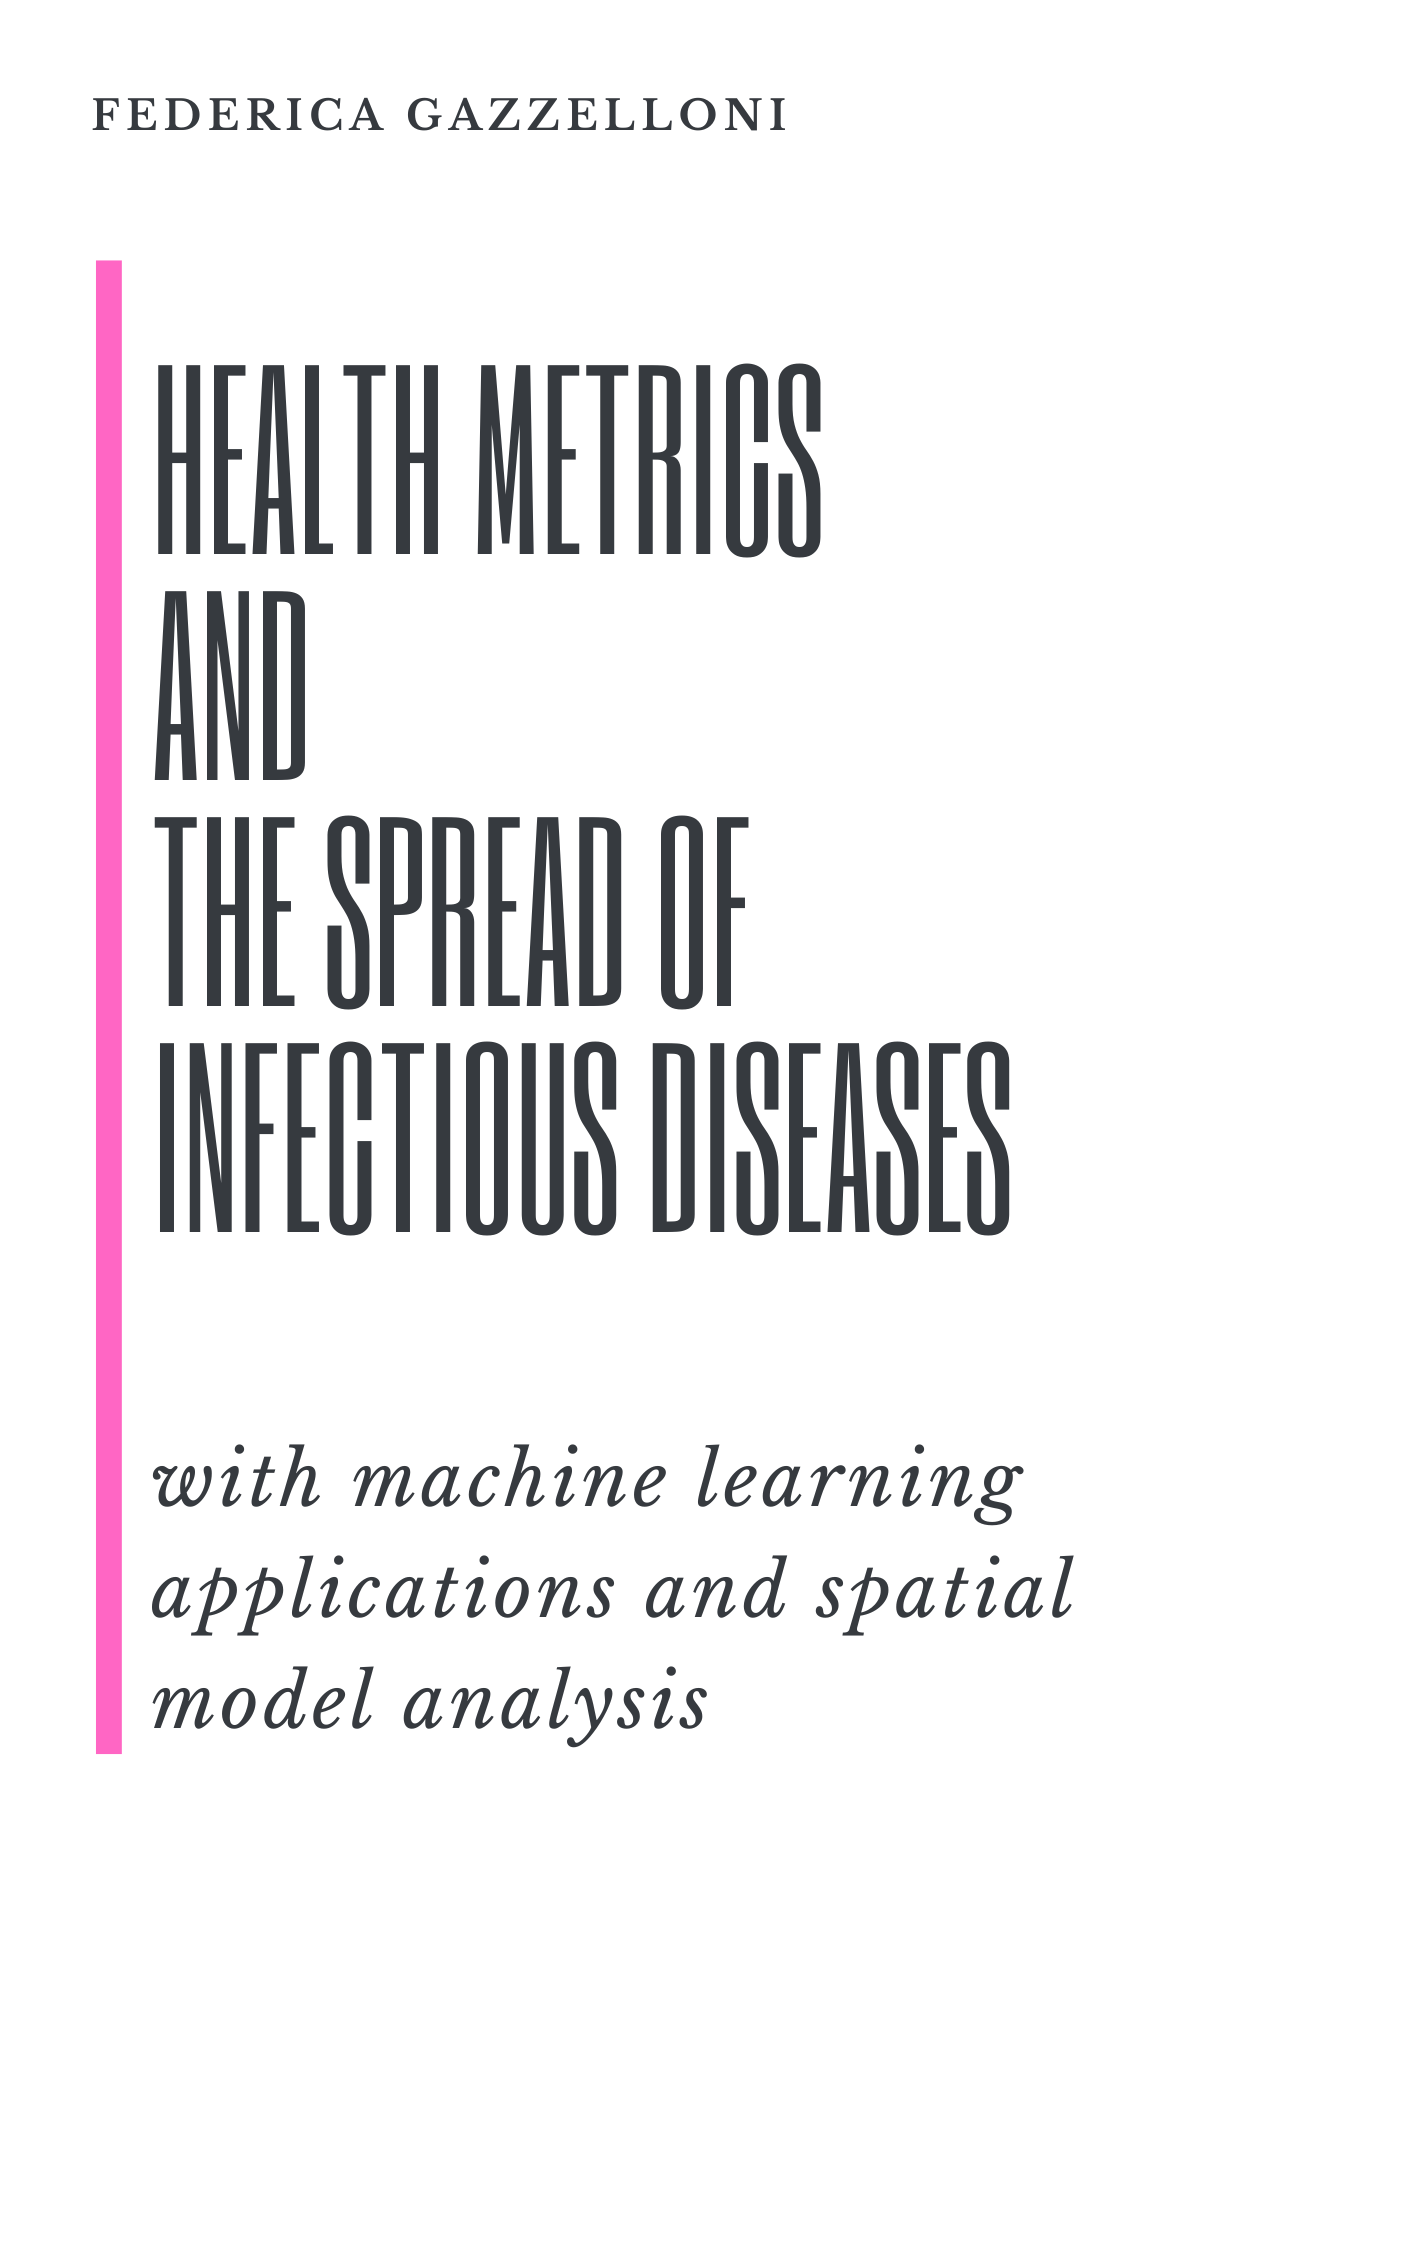 FEDERICA GAZZELLONI
HEALTH METRICS
AND
THE SPREAD OF
INFECTIOUS DISEASES
with machine learning
applications and spatial
model analysis